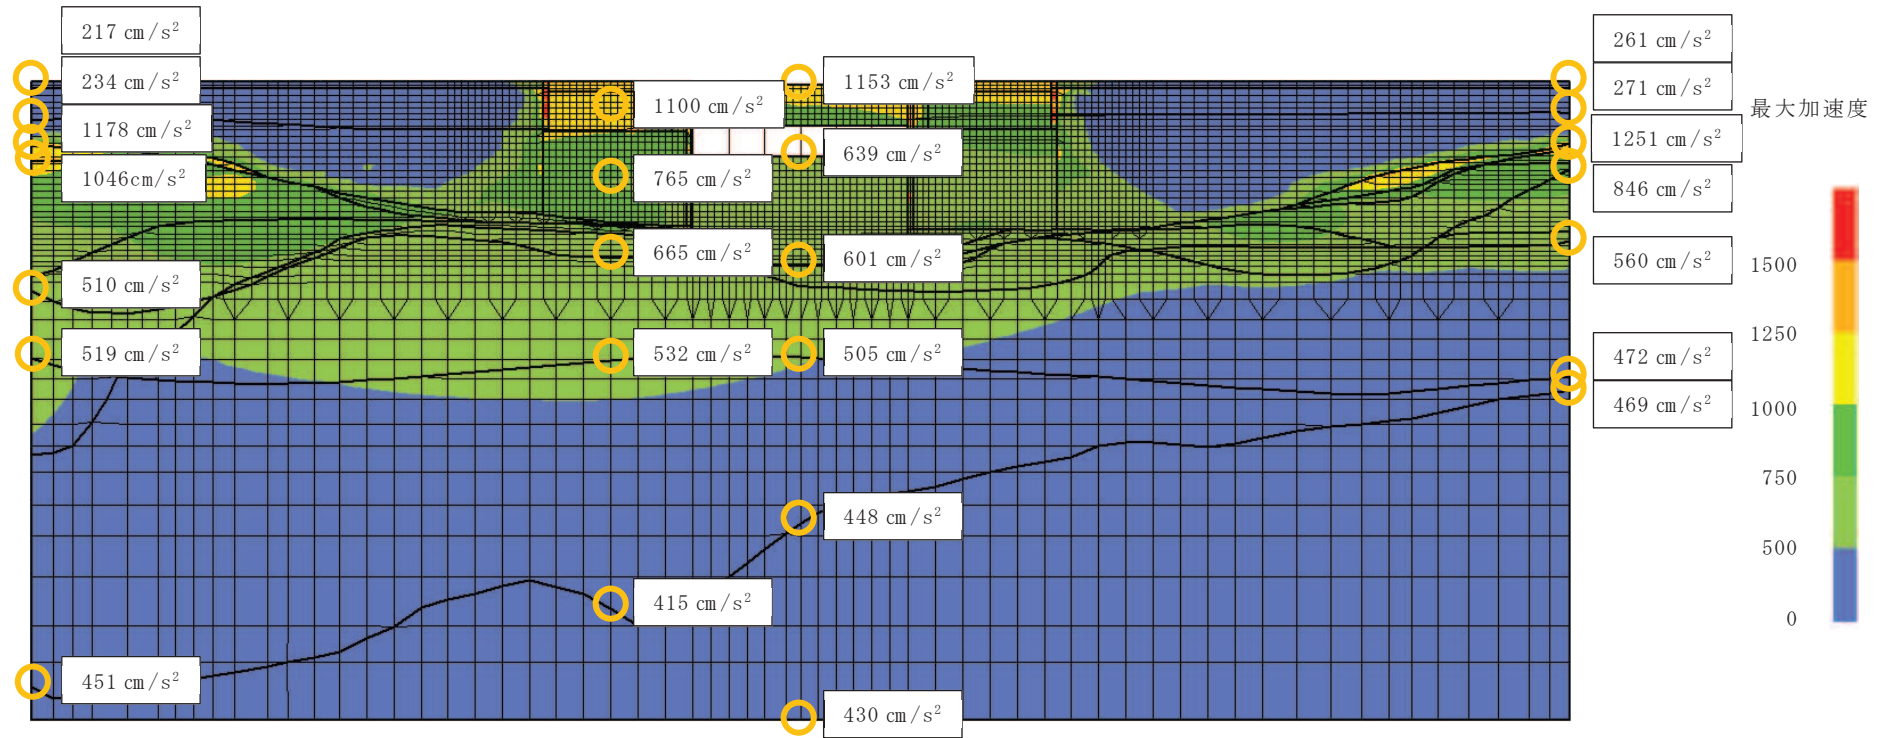 217 cm/s²
234 cm/s²
1178 cm/s²
1046cm/s²
510 cm/s²
519 cm/s²
451 cm/s²
1100 cm/s²
765 cm/s²
665 cm/s²
532 cm/s²
415 cm/s²
1153 cm/s²
639 cm/s²
601 cm/s²
505 cm/s²
448 cm/s²
430 cm/s²
261 cm/s²
271 cm/s²
1251 cm/s²
846 cm/s²
560 cm/s²
472 cm/s²
469 cm/s²
最大加速度
1500
1250
1000
750
500
0